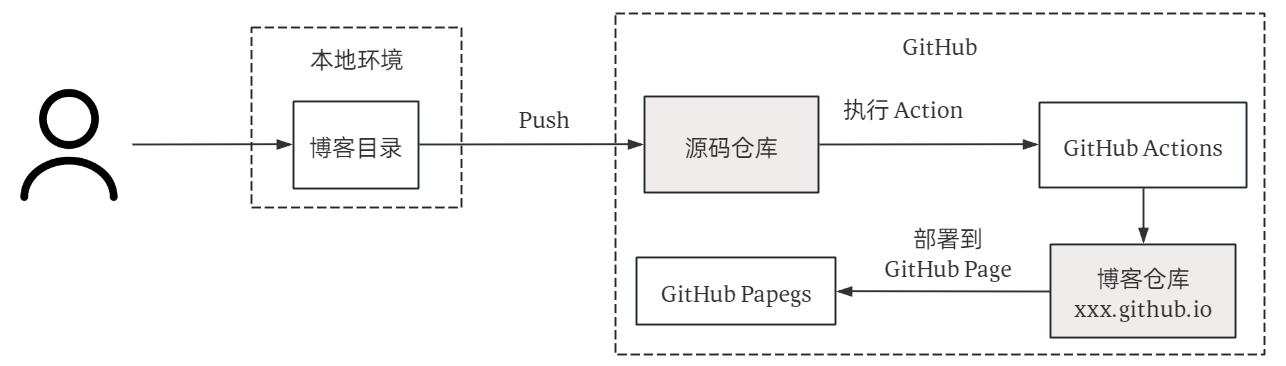 本地环境
博客目录
Push
GitHub
源码仓库
执行 Action
GitHub Actions
部署到
GitHub Page
博客仓库
xxx.github.io
GitHub Papegs